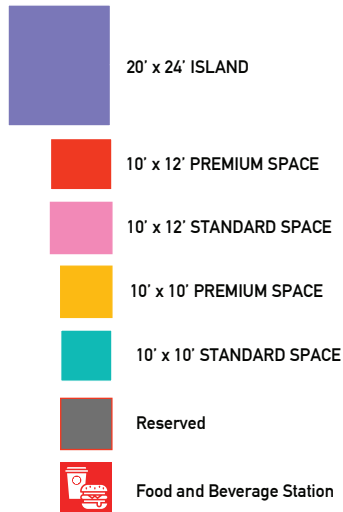 20’ x 24’ ISLAND
10’ x 12’ PREMIUM SPACE
10’ x 12’ STANDARD SPACE
10’ x 10’ PREMIUM SPACE
10’ x 10’ STANDARD SPACE
Reserved
Food and Beverage Station